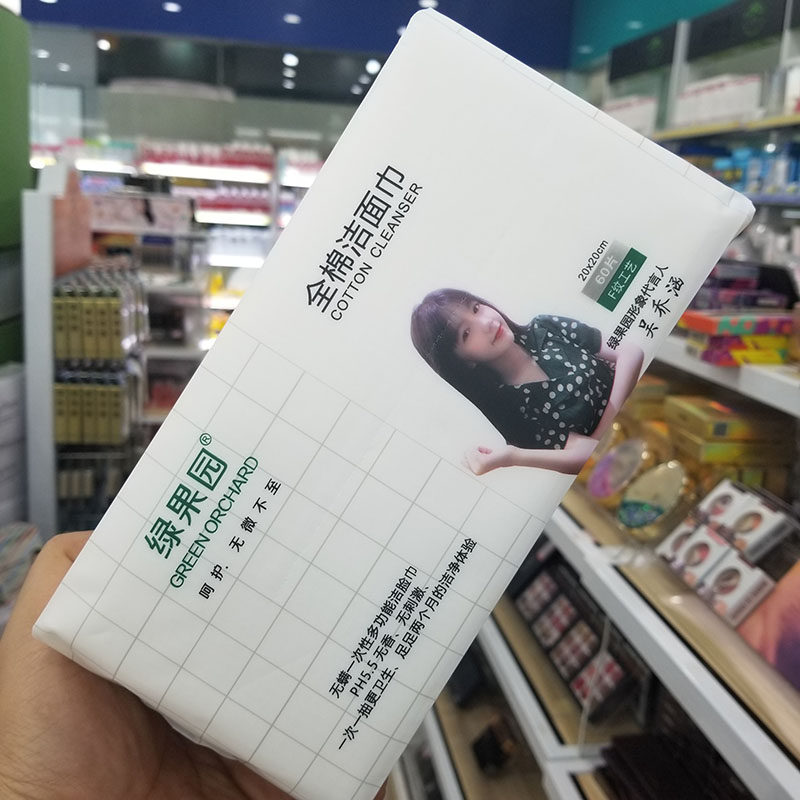 全棉洁面巾
COTTON CLEANSER
20x20cm
60片
F纹工艺
绿果园形象代言人
吴禾涵
绿果园®
GREEN ORCHARD
呵护·无微不至
无螨一次性多功能洁脸巾
PH5.5 无香、无刺激、
一次一抽更卫生、足足两个月的洁净体验